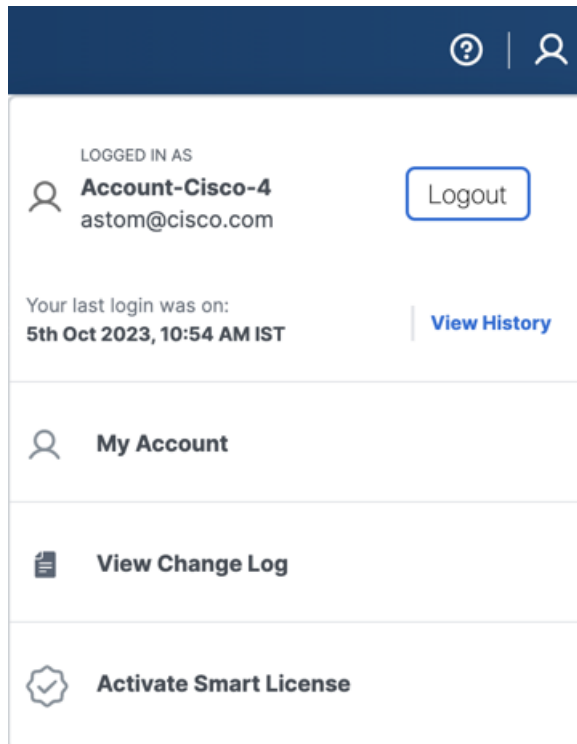 LOGGED IN AS
Account-Cisco-4
astom@cisco.com
Logout
Your last login was on:
5th Oct 2023, 10:54 AM IST
View History
My Account
View Change Log
Activate Smart License